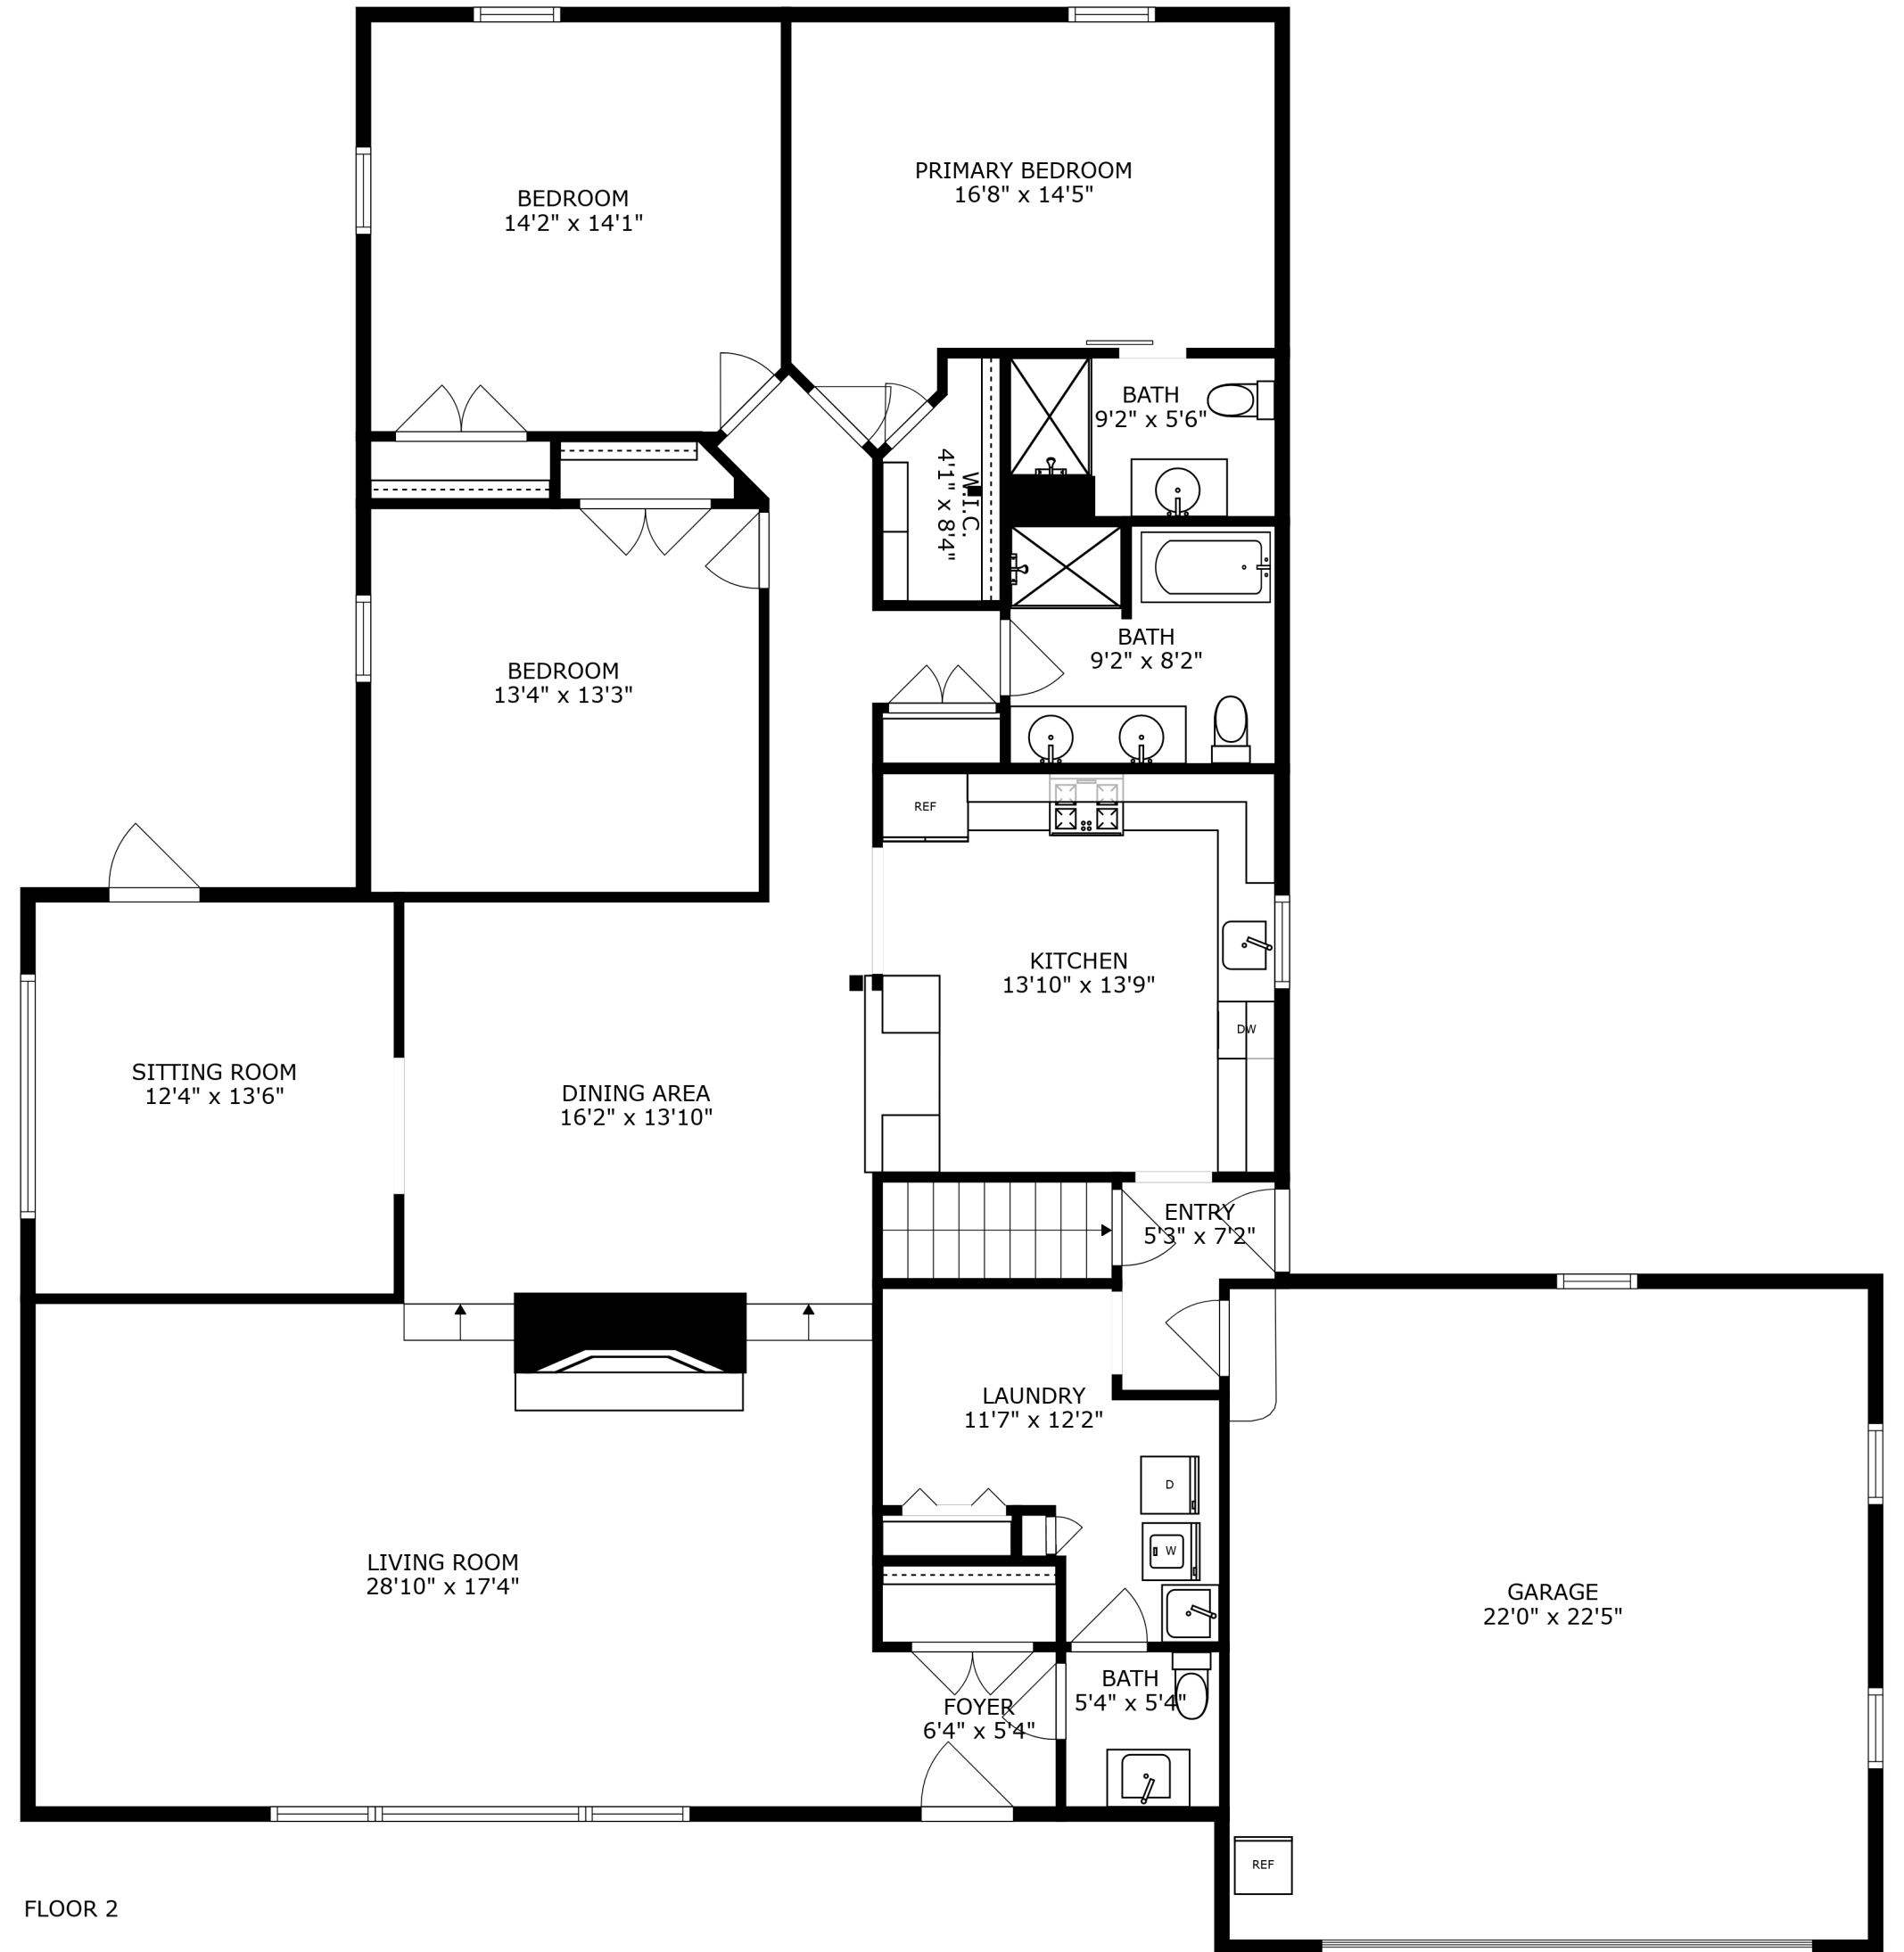 BEDROOM
14'2" x 14'1"
PRIMARY BEDROOM
16'8" x 14'5"
BATH
9'2" x 5'6"
W.I.C.
4'1" x 8'4"
BATH
9'2" x 8'2"
BEDROOM
13'4" x 13'3"
REF
KITCHEN
13'10" x 13'9"
DW
SITTING ROOM
12'4" x 13'6"
DINING AREA
16'2" x 13'10"
ENTRY
5'3" x 7'2"
LAUNDRY
11'7" x 12'2"
D
W
LIVING ROOM
28'10" x 17'4"
GARAGE
22'0" x 22'5"
BATH
5'4" x 5'4"
FOYER
6'4" x 5'4"
REF
FLOOR 2